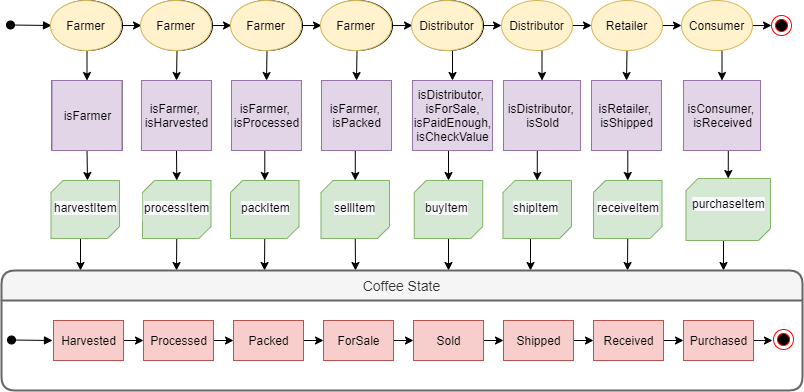 Farmer
Farmer
Farmer
Farmer
Distributor
Distributor
Retailer
Consumer
isFarmer
isFarmer,
isHarvested
isFarmer,
isProcessed
isFarmer,
isPacked
isDistributor,
isForSale,
isPaidEnough,
isCheckValue
isDistributor,
isSold
isRetailer,
isShipped
isConsumer,
isReceived
harvestItem
processItem
packItem
sellItem
buyItem
shipItem
receiveItem
purchaseItem
Coffee State
Harvested
Processed
Packed
ForSale
Sold
Shipped
Received
Purchased